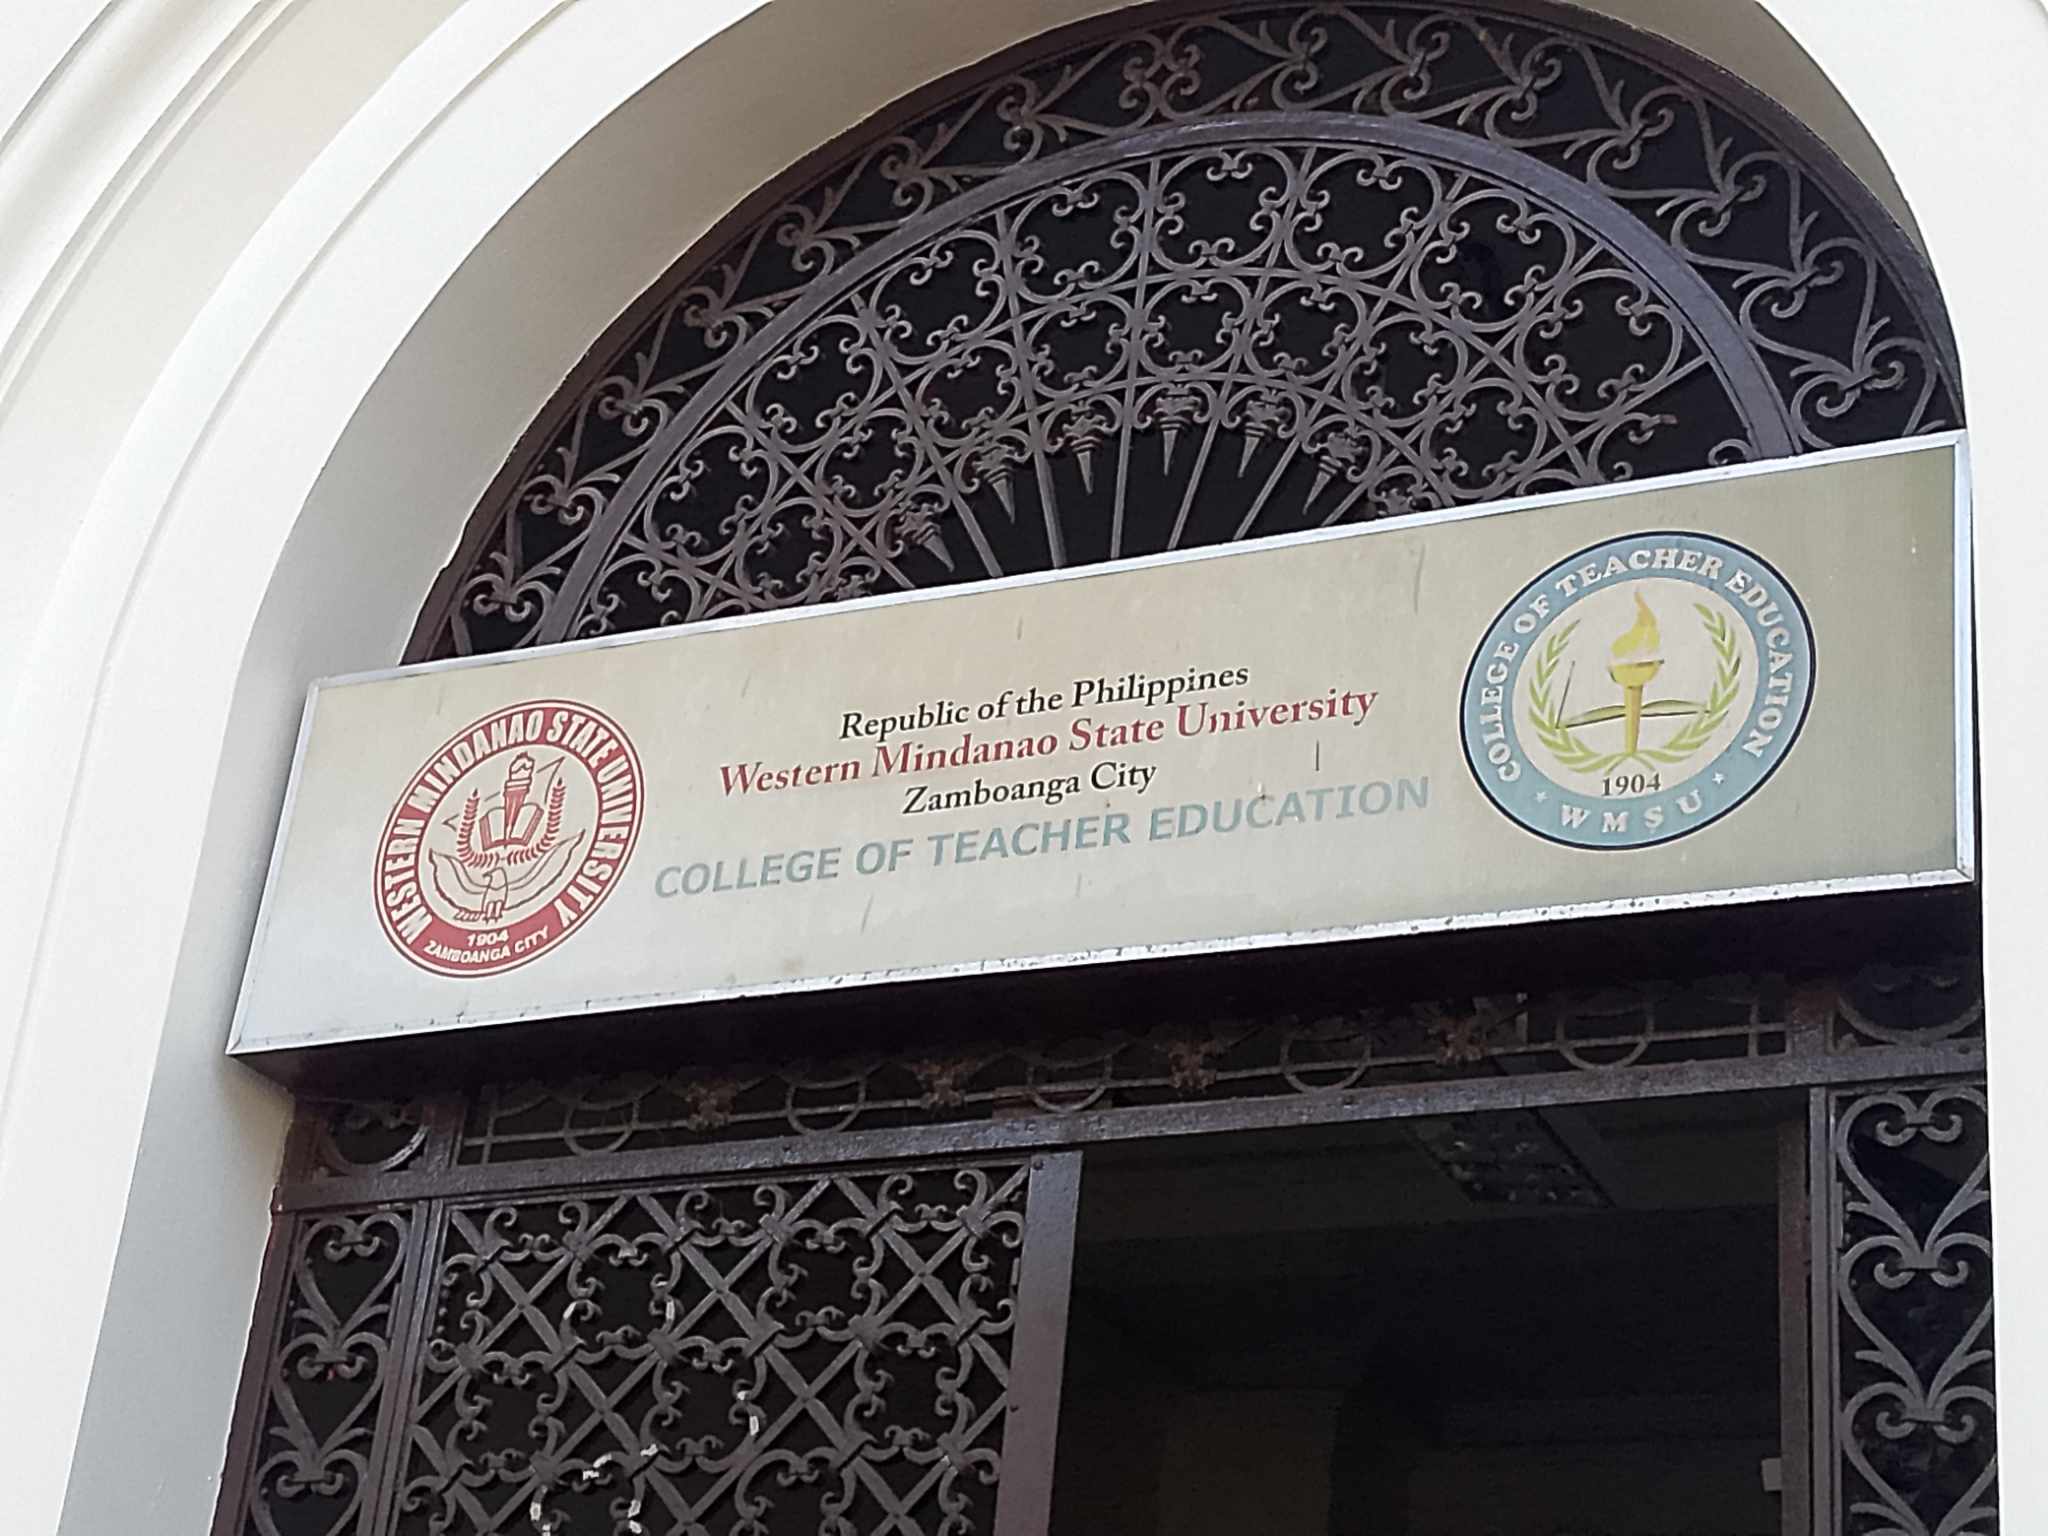 WESTERN MINDANAO STATE UNIVERSITY
1904
ZAMBOANGA CITY
Republic of the Philippines
Western Mindanao State University
Zamboanga City
COLLEGE OF TEACHER EDUCATION
COLLEGE OF TEACHER EDUCATION
1904
WMSU